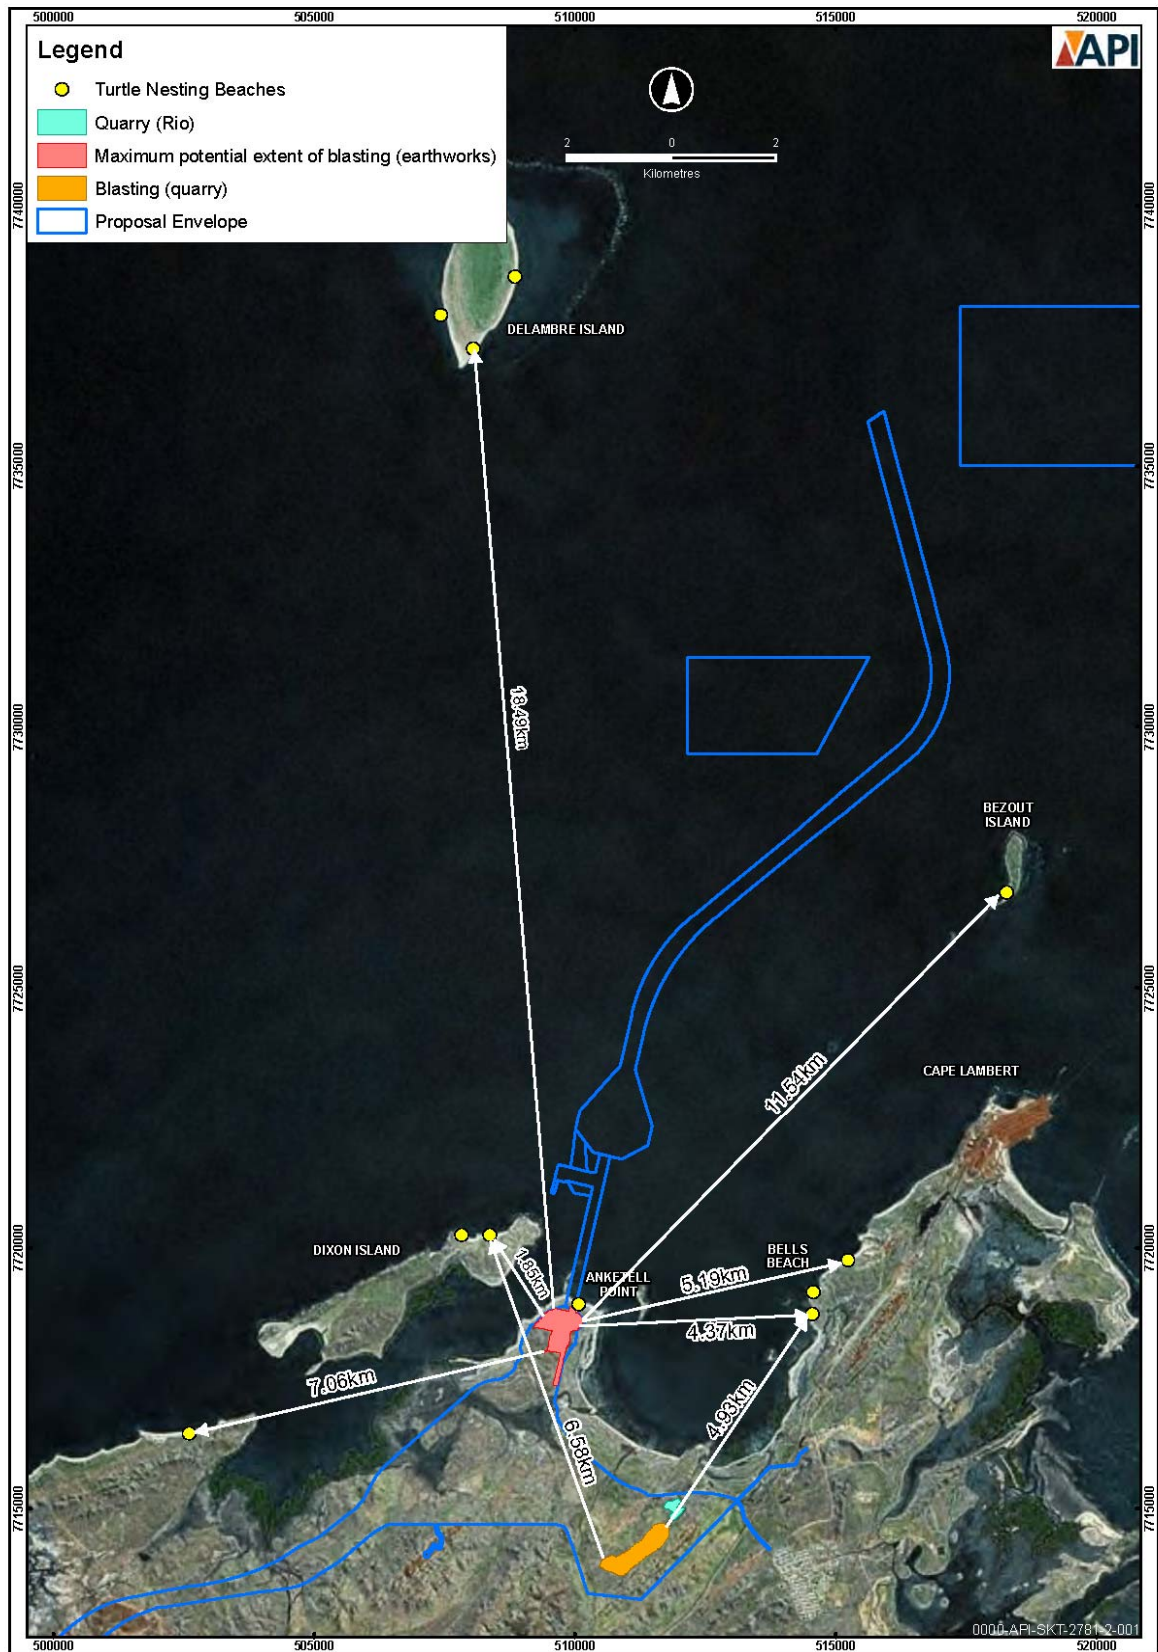 500000 505000 510000 515000 520000
Legend
Turtle Nesting Beaches
Quarry (Rio)
Maximum potential extent of blasting (earthworks)
Blasting (quarry)
Proposal Envelope
API
2 0 2
Kilometres
7740000 7740000
DELAMBRE ISLAND
7735000 7735000
18.49km
7730000 7730000
BEZOUT
ISLAND
7725000 7725000
11.54km
CAPE LAMBERT
7720000 7720000
DIXON ISLAND
BELLS
BEACH
1.85km
ANKETELL
POINT
5.19km
4.37km
7.06km
4.93km
6.58km
7715000 7715000
0000-API-SKT-2781-2-001
500000 505000 510000 515000 520000